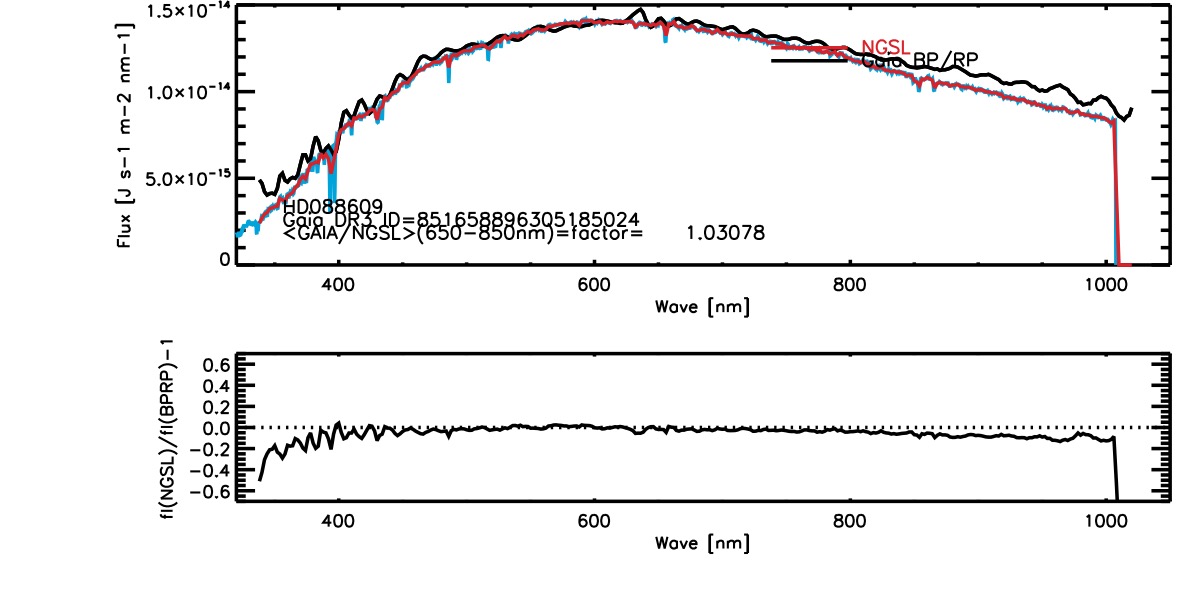 1.5×10−14
1.0×10−14
5.0×10−15
0
Flux [J s−1 m−2 nm−1]
NGSL
Gaia BP/RP
HD088609
Gaia DR3 ID=851658896305185024
<GAIA/NGSL>(650−850nm)=factor= 1.03078
400 600 800 1000
Wave [nm]
0.6
0.4
0.2
0.0
−0.2
−0.4
−0.6
fl(NGSL)/fl(BPRP)−1
400 600 800 1000
Wave [nm]